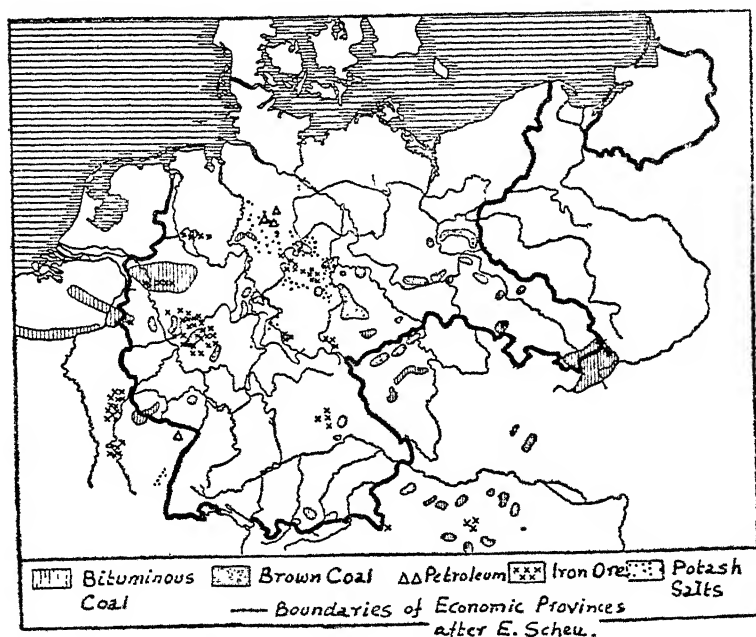 Bituminous Coal
Brown Coal
Petroleum
Iron Ore
Potash Salts
Boundaries of Economic Provinces
after E. Scheu.